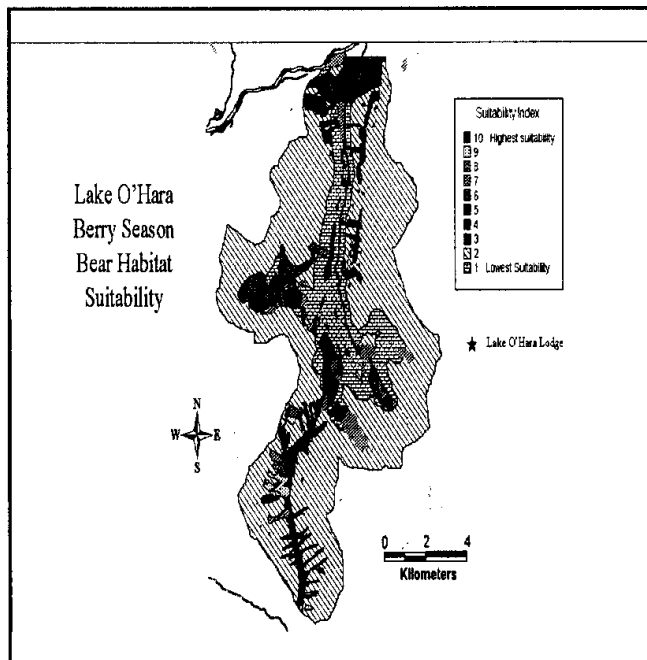 Lake O'Hara
Berry Season
Bear Habitat
Suitability
Suitability Index
10 Highest suitability
9
8
7
6
5
4
3
2
1 Lowest Suitability
Lake O'Hara Lodge
N
W E
S
0 2 4
Kilometers